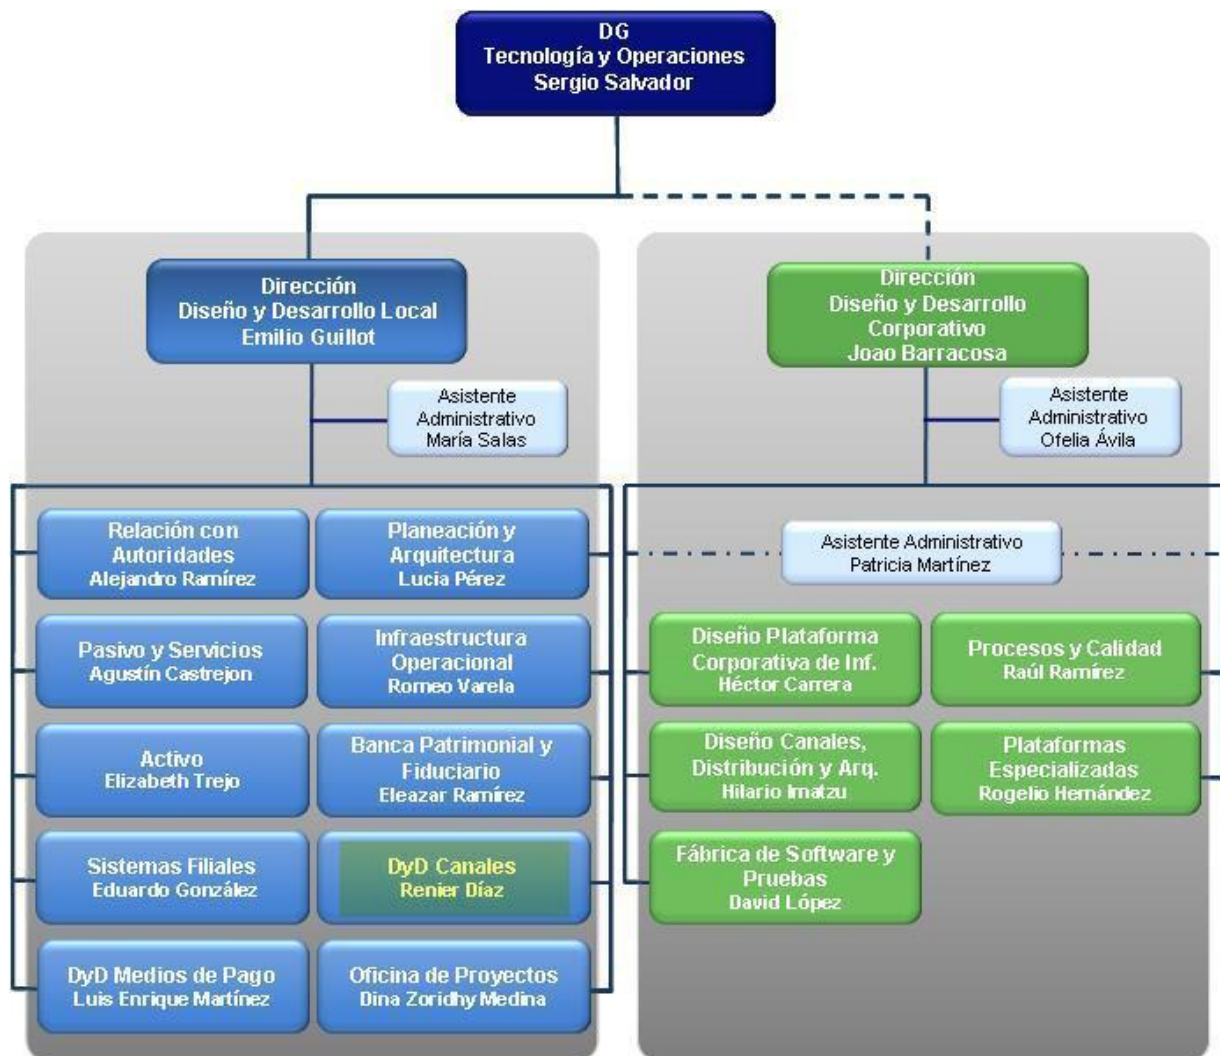 DG
Tecnología y Operaciones
Sergio Salvador
Dirección
Diseño y Desarrollo Local
Emilio Guillot
Dirección
Diseño y Desarrollo
Corporativo
Joao Barracosa
Asistente
Administrativo
María Salas
Asistente
Administrativo
Ofelia Ávila
Relación con
Autoridades
Alejandro Ramírez
Planeación y
Arquitectura
Lucia Pérez
Pasivo y Servicios
Agustín Castrejon
Infraestructura
Operacional
Romeo Varela
Activo
Elizabeth Trejo
Banca Patrimonial y
Fiduciario
Eleazar Ramírez
Sistemas Filiales
Eduardo González
DyD Canales
Renier Díaz
DyD Medios de Pago
Luis Enrique Martínez
Oficina de Proyectos
Dina Zoridhy Medina
Asistente Administrativo
Patricia Martínez
Diseño Plataforma
Corporativa de Inf.
Héctor Carrera
Procesos y Calidad
Raúl Ramírez
Diseño Canales,
Distribución y Arq.
Hilario Imatzu
Plataformas
Especializadas
Rogelio Hernández
Fábrica de Software y
Pruebas
David López